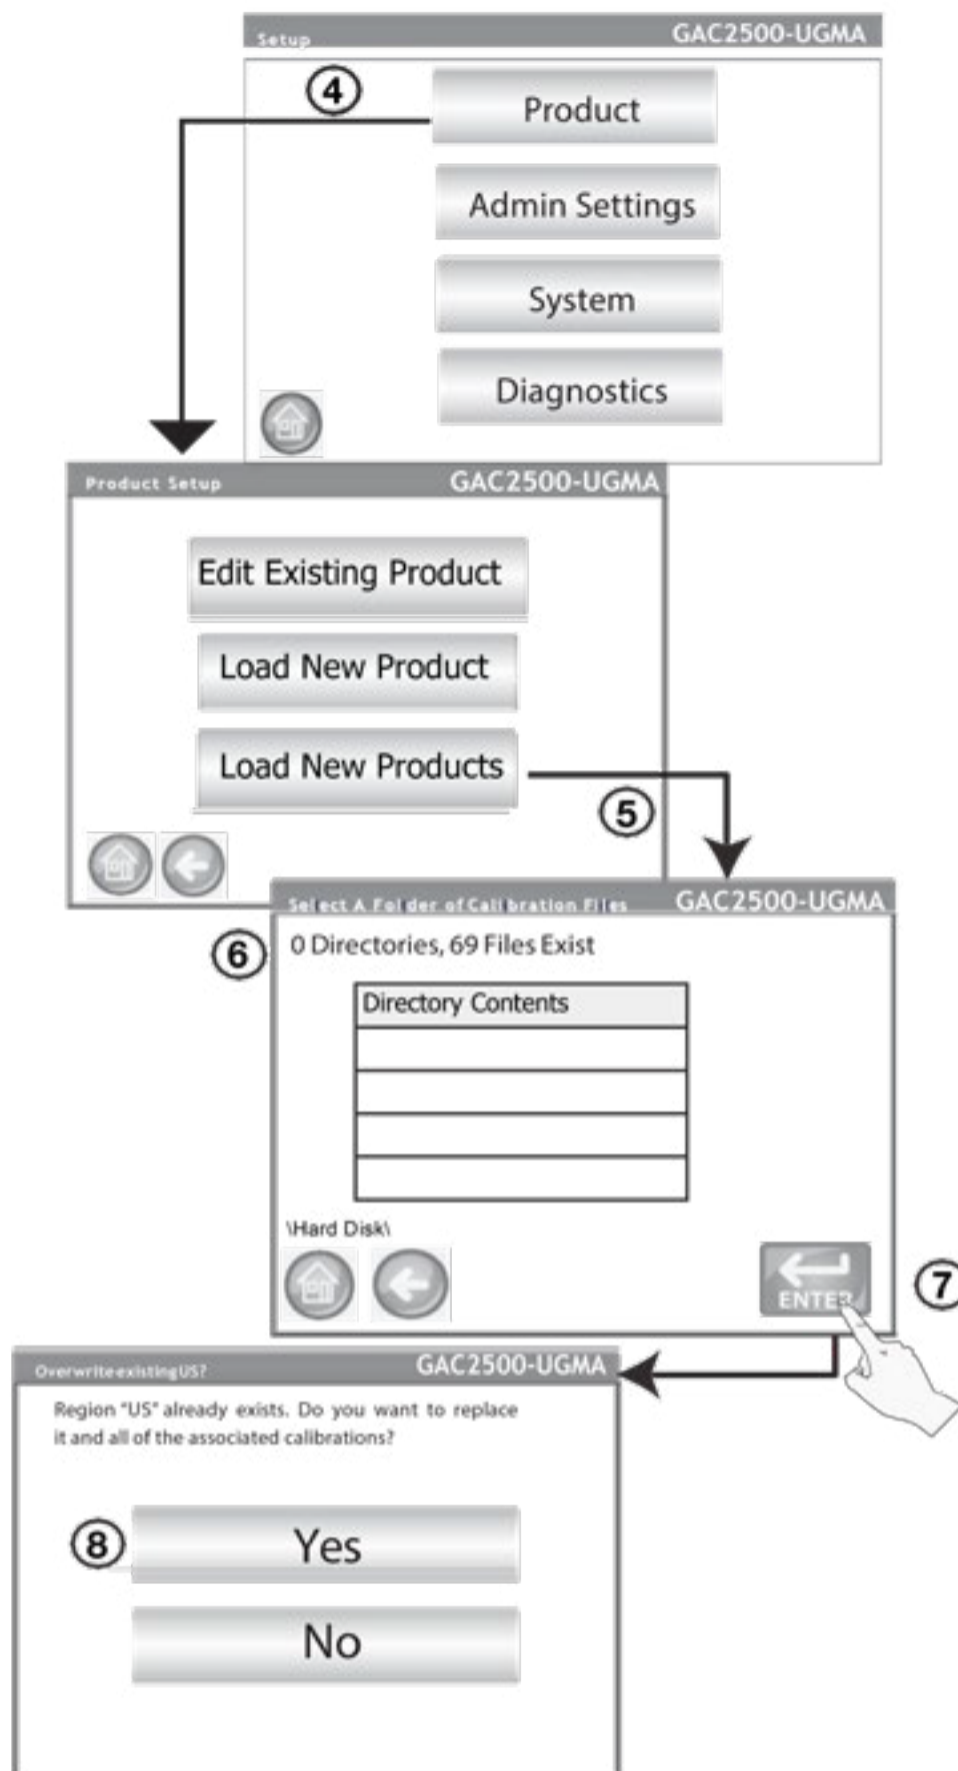 Setup GAC2500-UGMA
4
Product
Admin Settings
System
Diagnostics
Product Setup GAC2500-UGMA
Edit Existing Product
Load New Product
Load New Products
5
Select A Folder of Calibration Files GAC2500-UGMA
6
0 Directories, 69 Files Exist
Directory Contents
\Hard Disk\
ENTER
7
Overwrite existing US? GAC2500-UGMA
Region "US" already exists. Do you want to replace
it and all of the associated calibrations?
8
Yes
No